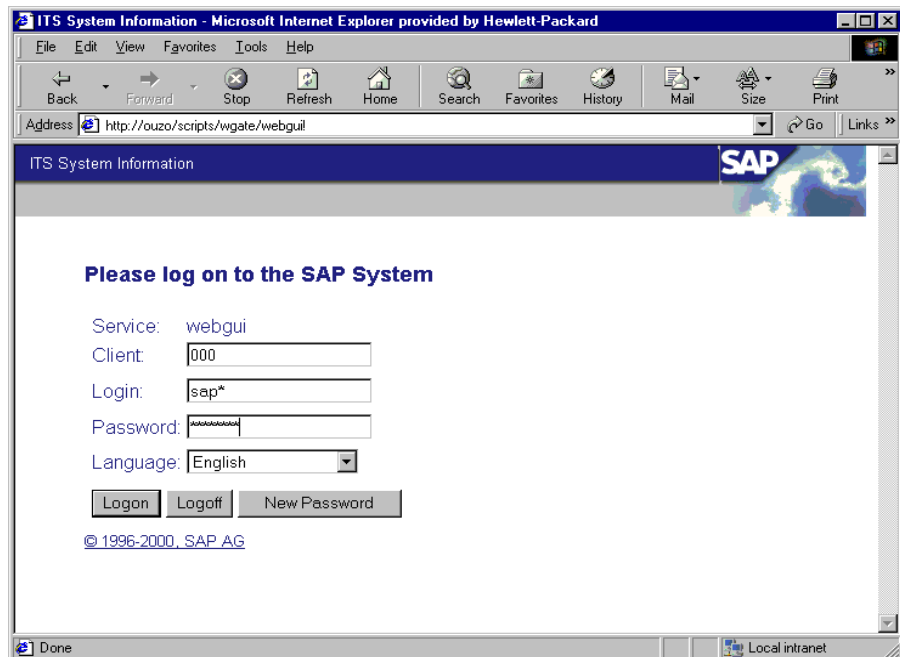 ITS System Information - Microsoft Internet Explorer provided by Hewlett-Packard
File Edit View Favorites Tools Help
Back Forward Stop Refresh Home Search Favorites History Mail Size Print »
Address http://ouzo/scripts/wgate/webgui! Go Links »
ITS System Information SAP
Please log on to the SAP System
Service: webgui
Client: 000
Login: sap*
Password: ********
Language: English
Logon Logoff New Password
© 1996-2000, SAP AG
Done Local intranet